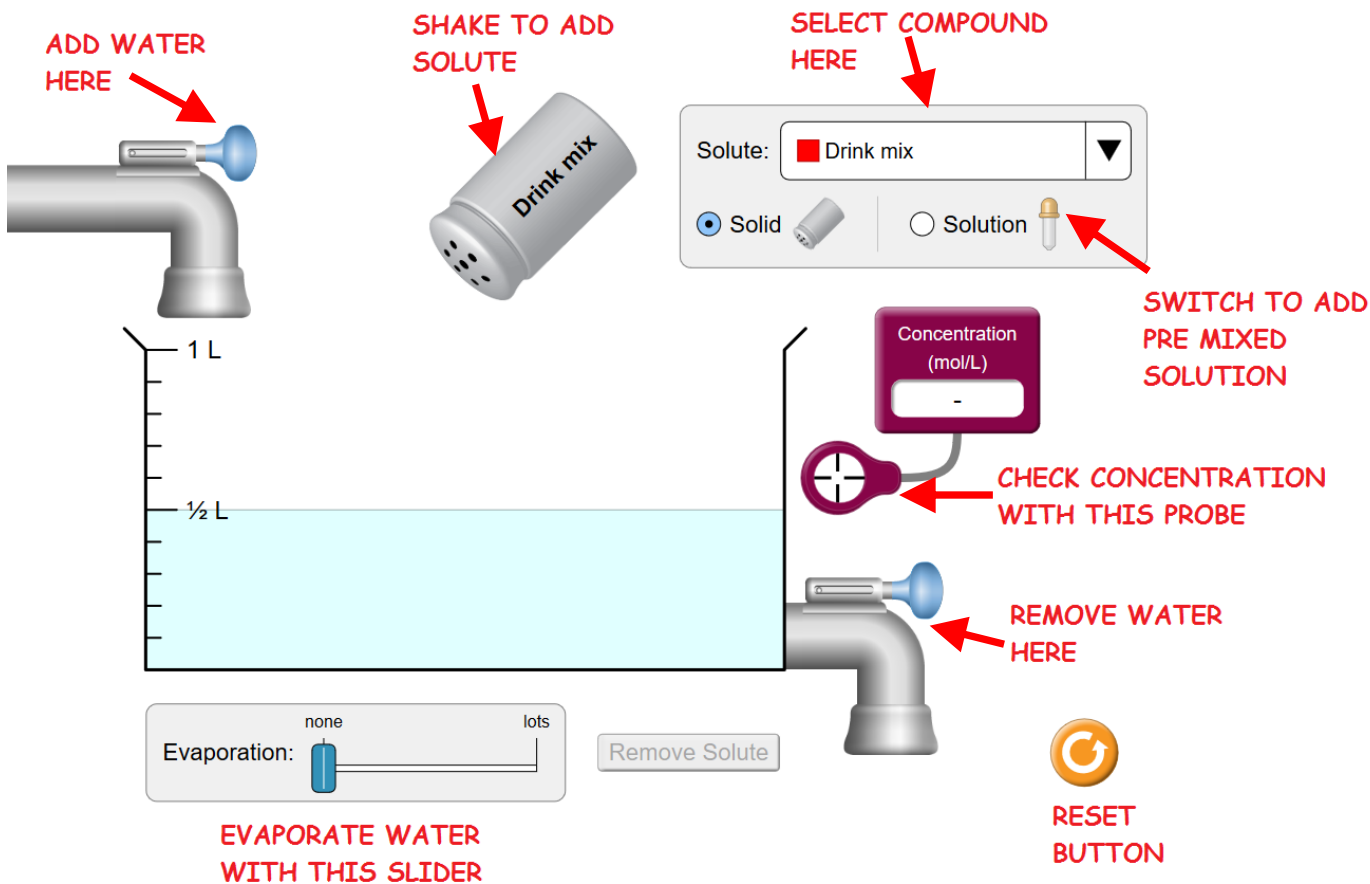 ADD WATER
HERE
SHAKE TO ADD
SOLUTE
SELECT COMPOUND
HERE
Drink mix
Solute: Drink mix
Solid Solution
SWITCH TO ADD
PRE MIXED
SOLUTION
1 L
Concentration
(mol/L)
-
½ L
CHECK CONCENTRATION
WITH THIS PROBE
REMOVE WATER
HERE
none lots
Evaporation:
Remove Solute
EVAPORATE WATER
WITH THIS SLIDER
RESET
BUTTON